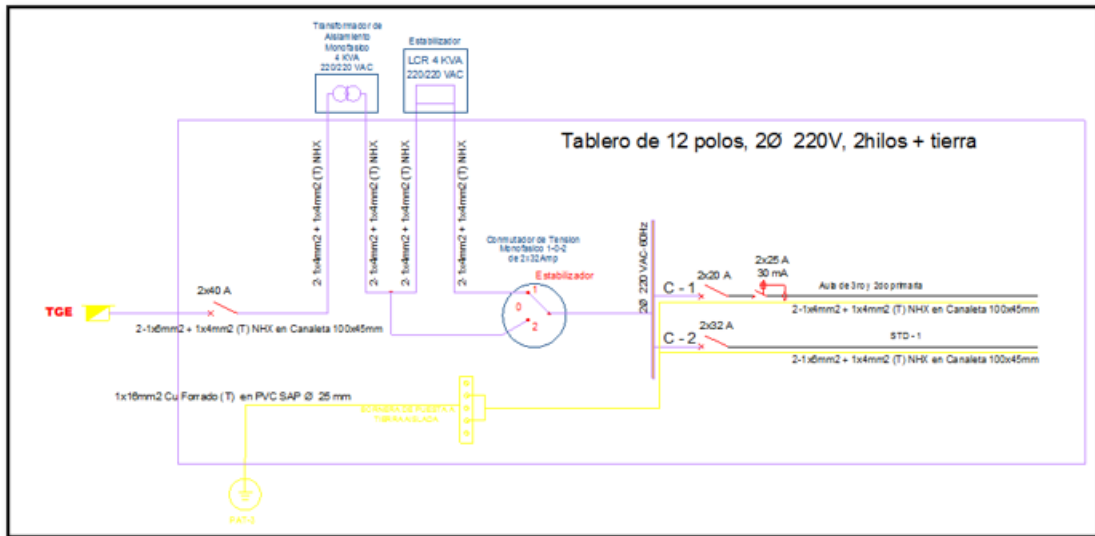 Transformador de
Aislamiento
Monofasico
4 KVA
220/220 VAC
Estabilizador
LCR 4 KVA
220/220 VAC
Tablero de 12 polos, 2Ø 220V, 2hilos + tierra
2-1x4mm2 + 1x4mm2 (T) NHX
2-1x4mm2 + 1x4mm2 (T) NHX
2-1x4mm2 + 1x4mm2 (T) NHX
2-1x4mm2 + 1x4mm2 (T) NHX
Conmutador de Tension
Monofasico 1-0-2
de 2x32Amp
Estabilizador
1
0
2
2Ø 220 VAC-60Hz
TGE
2x40 A
2-1x6mm2 + 1x4mm2 (T) NHX en Canaleta 100x45mm
C - 1
2x20 A
2x25 A
30 mA
Aula de 3ro y 2do primaria
2-1x4mm2 + 1x4mm2 (T) NHX en Canaleta 100x45mm
C - 2
2x32 A
STD - 1
2-1x6mm2 + 1x4mm2 (T) NHX en Canaleta 100x45mm
1x16mm2 Cu Forrado (T) en PVC SAP Ø 25 mm
BORNERA DE PUESTA A
TIERRA AISLADA